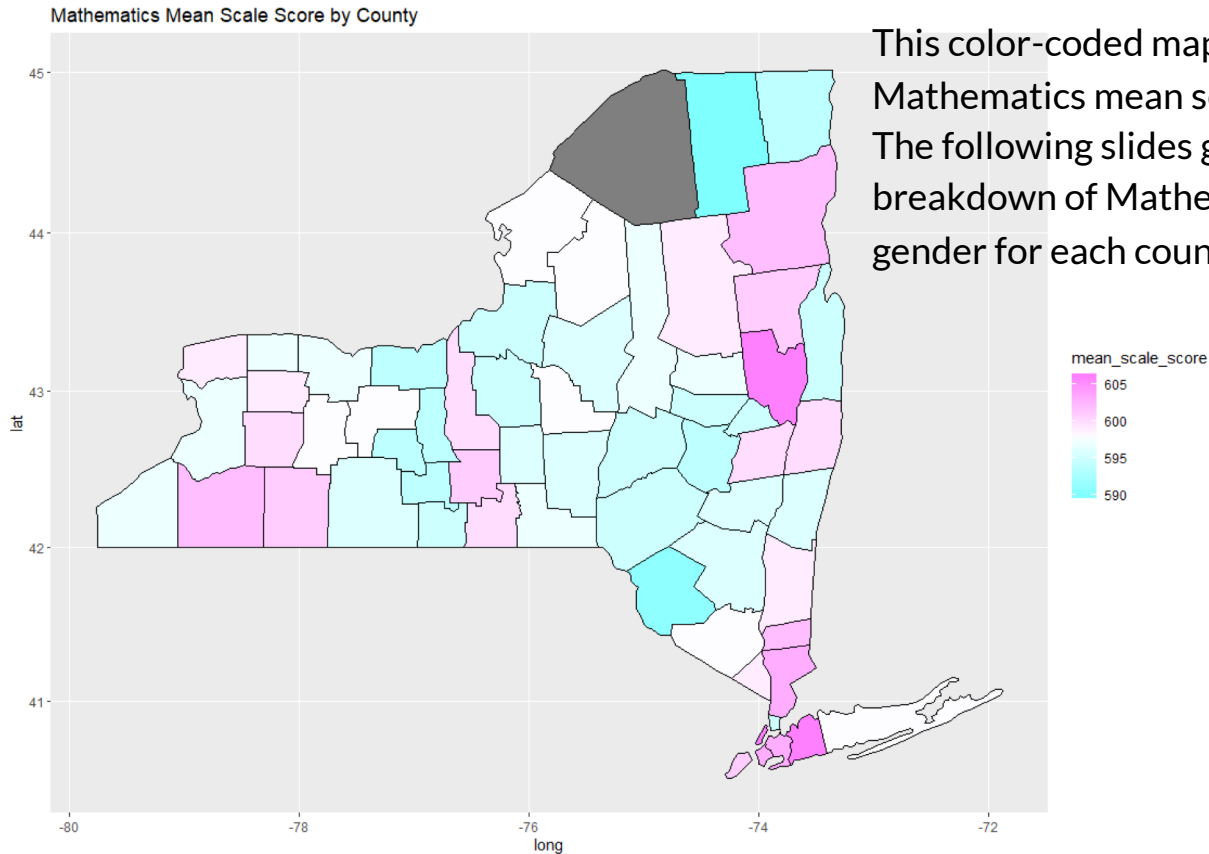 Mathematics Mean Scale Score by County
This color-coded map
Mathematics mean s
The following slides g
breakdown of Mathe
gender for each coun
45
44
43
42
41
lat
-80
-78
-76
-74
-72
long
mean_scale_score
605
600
595
590